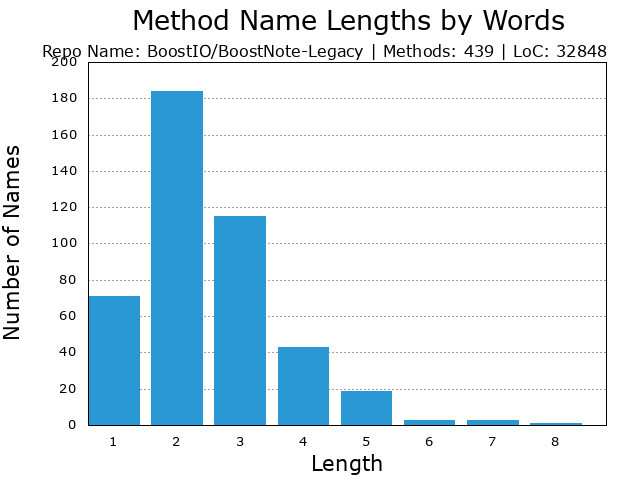 Method Name Lengths by Words
Repo Name: BoostIO/BoostNote-Legacy | Methods: 439 | LoC: 32848
200
180
160
140
120
100
80
60
40
20
0
Number of Names
1 2 3 4 5 6 7 8
Length